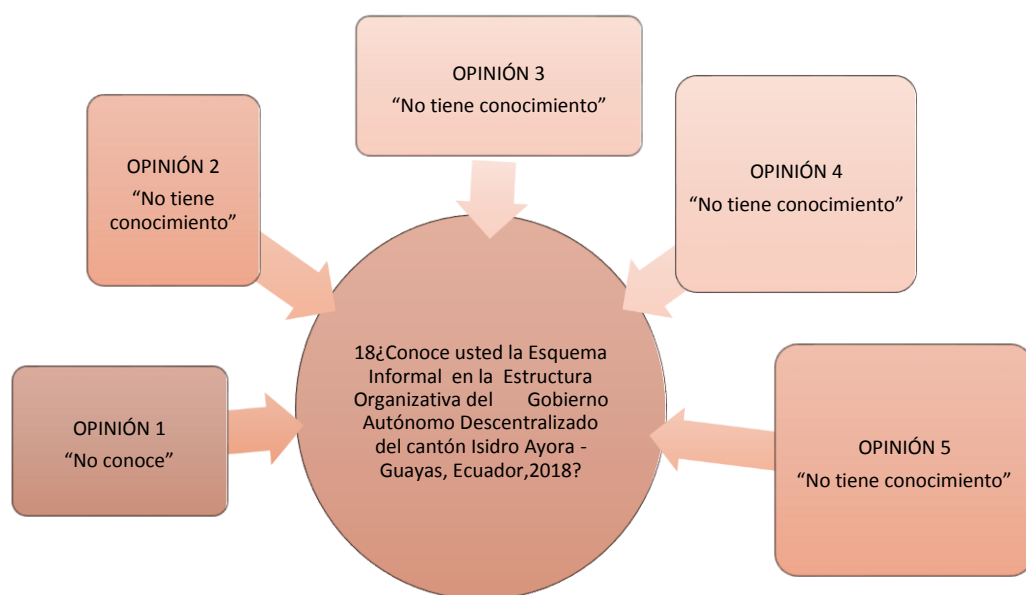 OPINIÓN 3
“No tiene conocimiento”
OPINIÓN 2
“No tiene
conocimiento”
OPINIÓN 4
“No tiene conocimiento”
18¿Conoce usted la Esquema
Informal en la Estructura
Organizativa del Gobierno
Autónomo Descentralizado
del cantón Isidro Ayora -
Guayas, Ecuador,2018?
OPINIÓN 1
“No conoce”
OPINIÓN 5
“No tiene conocimiento”